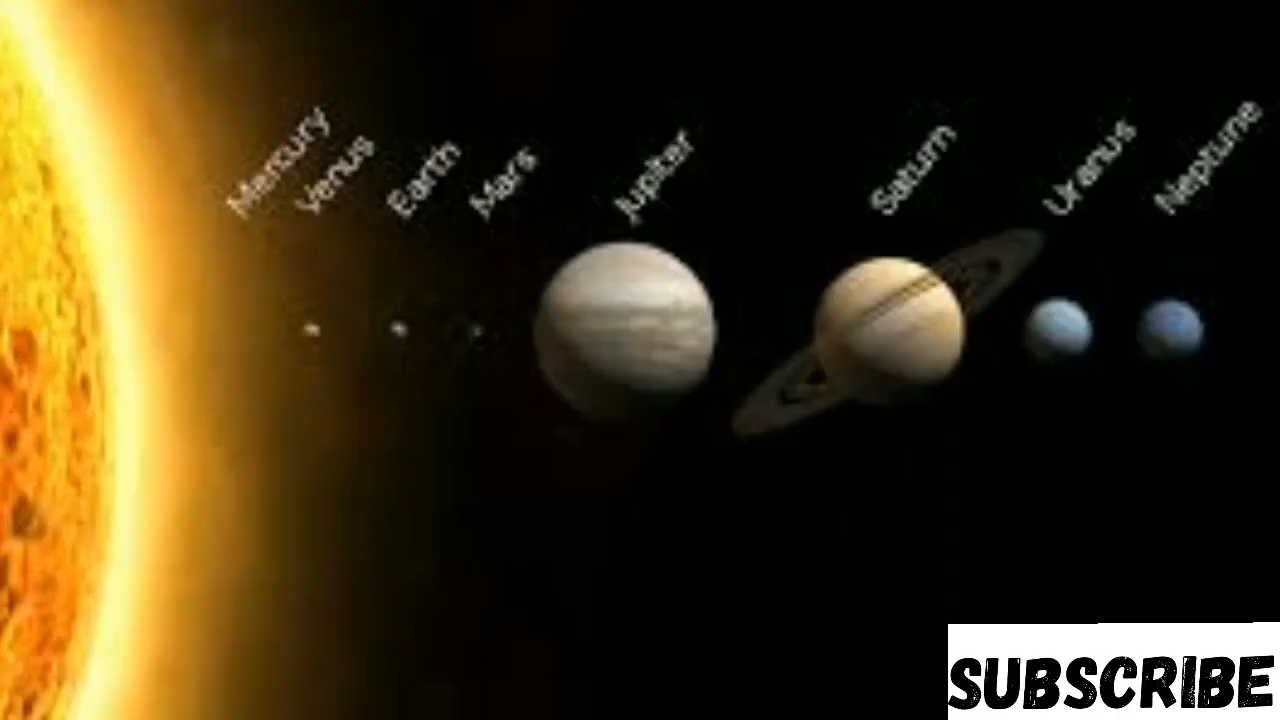 Mercury
Venus
Earth
Mars
Jupiter
Saturn
Uranus
Neptune
SUBSCRIBE